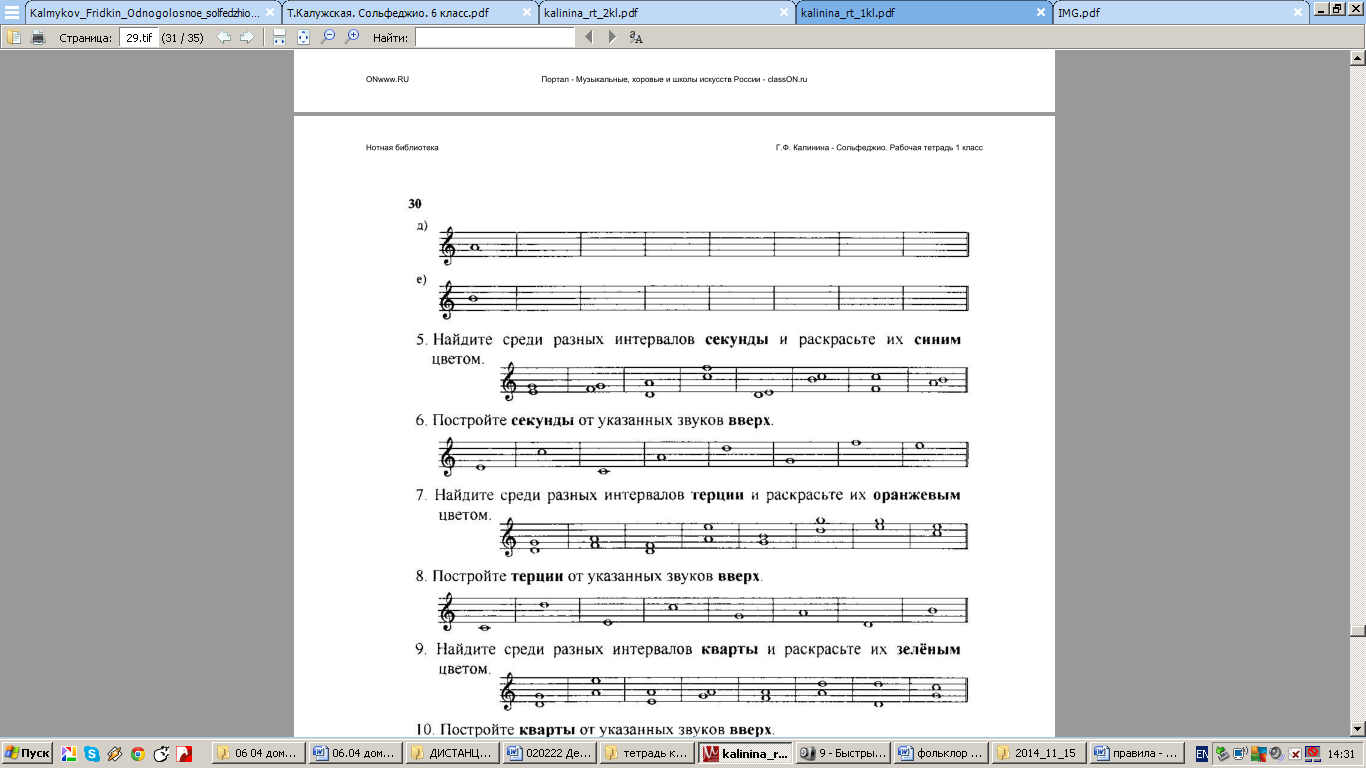 Kalmykov_Fridkin_Odnogolosnoe_solfedzhio...
Т.Калужская. Сольфеджио. 6 класс.pdf
kalinina_rt_2kl.pdf
kalinina_rt_1kl.pdf
IMG.pdf
Страница: 29.tif (31 / 35) Найти:
ONwww.RU Портал - Музыкальные, хоровые и школы искусств России - classON.ru
Нотная библиотека Г.Ф. Калинина - Сольфеджио. Рабочая тетрадь 1 класс
30
д)
е)
5. Найдите среди разных интервалов секунды и раскрасьте их синим
цветом.
6. Постройте секунды от указанных звуков вверх.
7. Найдите среди разных интервалов терции и раскрасьте их оранжевым
цветом.
8. Постройте терции от указанных звуков вверх.
9. Найдите среди разных интервалов кварты и раскрасьте их зелёным
цветом.
10. Постройте кварты от указанных звуков вверх.
Пуск 06 04 дом... 06.04 дом... ДИСТАНЦ... 020222 Де... тетрадь к... kalinina_r... 9 - Быстры... фольклор ... 2014_11_15 правила - ... EN 14:31